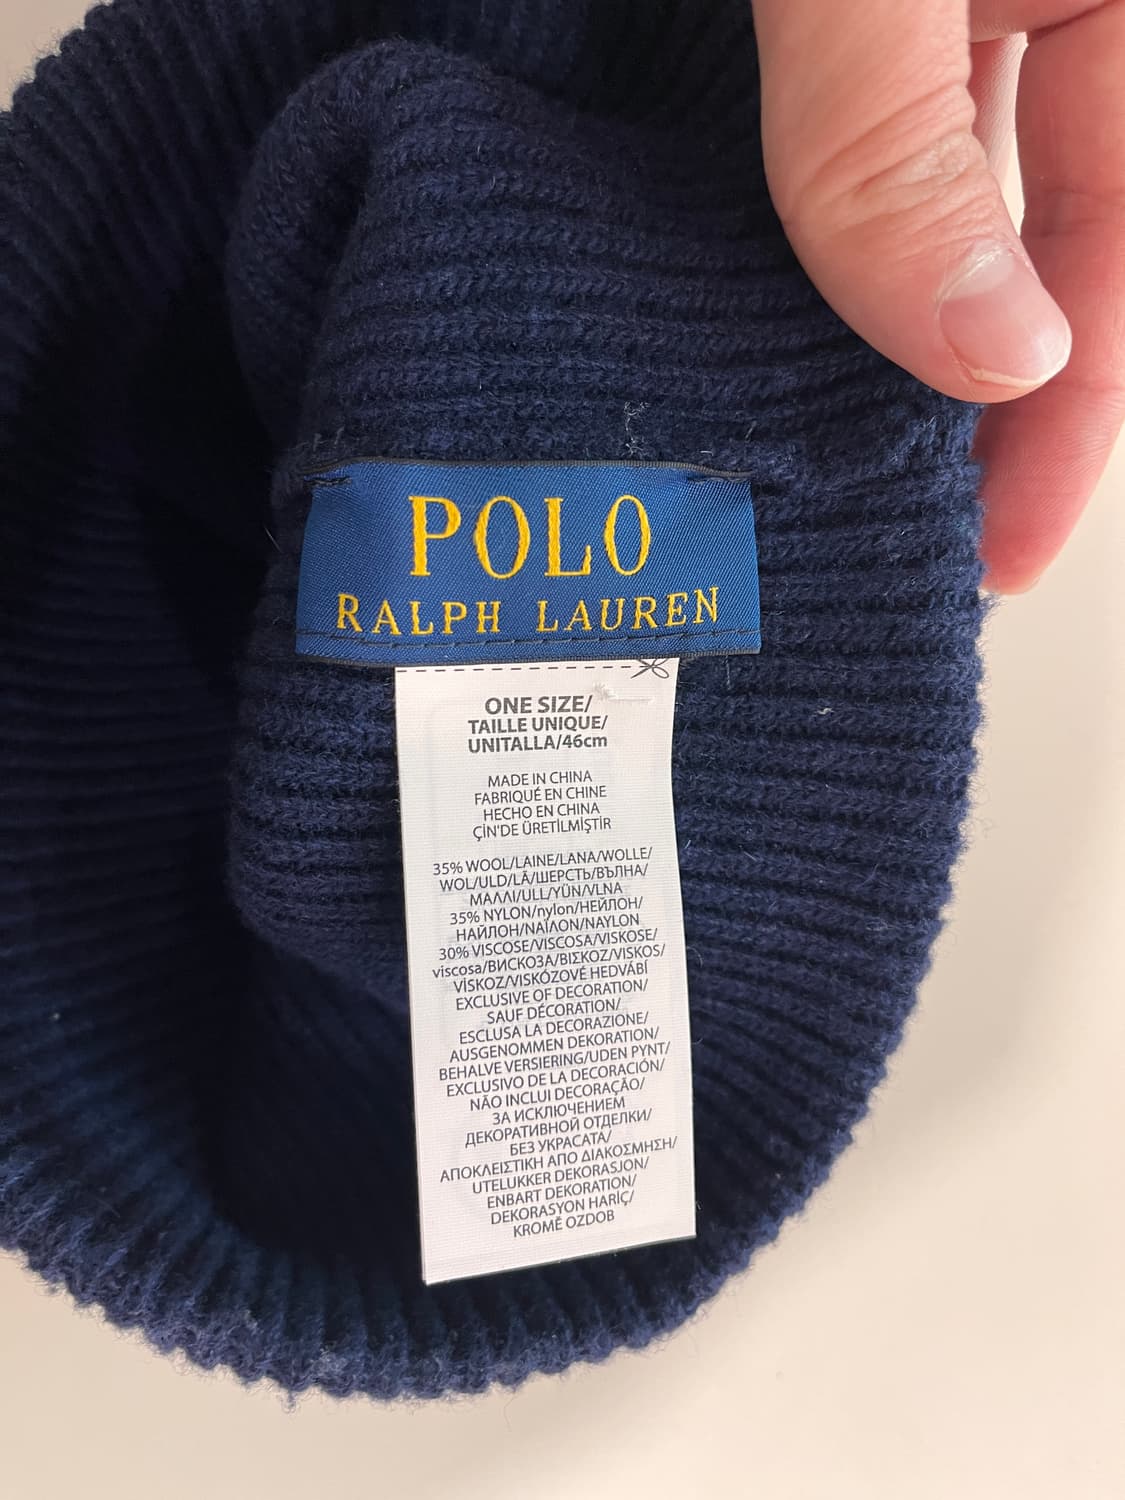 POLO
RALPH LAUREN
ONE SIZE/
TAILLE UNIQUE/
UNITALLA/46cm
MADE IN CHINA
FABRIQUÉ EN CHINE
HECHO EN CHINA
ÇİN'DE ÜRETİLMİŞTİR
35% WOOL/LAINE/LANA/WOLLE/
WOL/ULD/LÃ/ШЕРСТЬ/ВЪЛНА/
ΜΑΛΛΙ/ULL/YÜN/VLNA
35% NYLON/nylon/НЕЙЛОН/
НАЙЛОН/ΝΑΪΛΟΝ/NAYLON
30% VISCOSE/VISCOSA/VISKOSE/
viscosa/ВИСКОЗА/ΒΙΣΚΟΖ/VISKOS/
VİSKOZ/VISKÓZOVÉ HEDVÁBÍ
EXCLUSIVE OF DECORATION/
SAUF DÉCORATION/
ESCLUSA LA DECORAZIONE/
AUSGENOMMEN DEKORATION/
BEHALVE VERSIERING/UDEN PYNT/
EXCLUSIVO DE LA DECORACIÓN/
NÃO INCLUI DECORAÇÃO/
ЗА ИСКЛЮЧЕНИЕМ
ДЕКОРАТИВНОЙ ОТДЕЛКИ/
БЕЗ УКРАСАТА/
ΑΠΟΚΛΕΙΣΤΙΚΗ ΑΠΟ ΔΙΑΚΟΣΜΗΣΗ/
UTELUKKER DEKORASJON/
ENBART DEKORATION/
DEKORASYON HARİÇ/
KROMĚ OZDOB